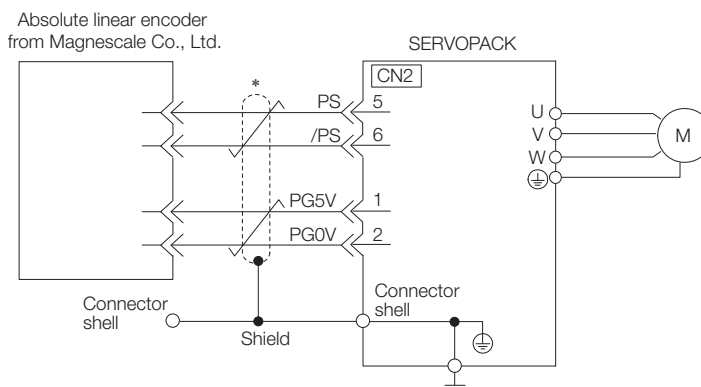 Absolute linear encoder
from Magnescale Co., Ltd.
SERVOPACK
*
CN2
PS 5
/PS 6
PG5V 1
PG0V 2
U
V
W
M
Connector
shell
Shield
Connector
shell